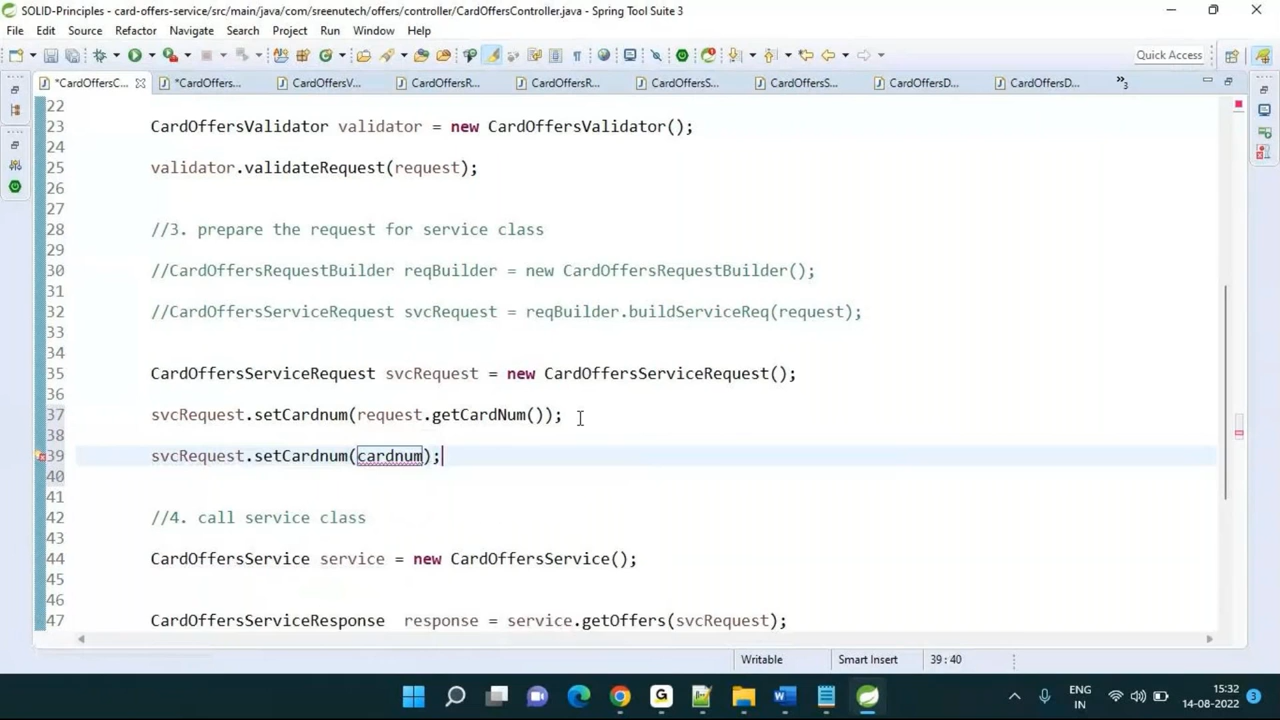 SOLID-Principles - card-offers-service/src/main/java/com/sreenutech/offers/controller/CardOffersController.java - Spring Tool Suite 3
File Edit Source Refactor Navigate Search Project Run Window Help
Quick Access
*CardOffersC... *CardOffers... CardOffersV... CardOffersR... CardOffersR... CardOffersS... CardOffersS... CardOffersD... CardOffersD... »3
22
23 CardOffersValidator validator = new CardOffersValidator();
24
25 validator.validateRequest(request);
26
27
28 //3. prepare the request for service class
29
30 //CardOffersRequestBuilder reqBuilder = new CardOffersRequestBuilder();
31
32 //CardOffersServiceRequest svcRequest = reqBuilder.buildServiceReq(request);
33
34
35 CardOffersServiceRequest svcRequest = new CardOffersServiceRequest();
36
37 svcRequest.setCardnum(request.getCardNum());
38
39 svcRequest.setCardnum(cardnum);
40
41
42 //4. call service class
43
44 CardOffersService service = new CardOffersService();
45
46
47 CardOffersServiceResponse response = service.getOffers(svcRequest);
Writable Smart Insert 39 : 40
ENG
IN
15:32
14-08-2022
3